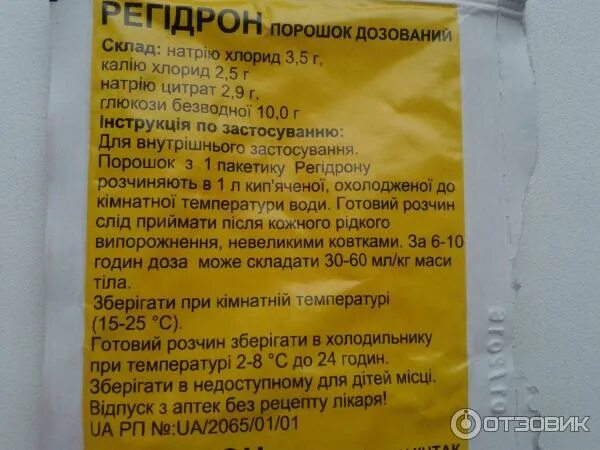 РЕГІДРОН ПОРОШОК ДОЗОВАНИЙ
Склад: натрію хлорид 3,5 г,
калію хлорид 2,5 г
натрію цитрат 2,9 г,
глюкози безводної 10,0 г
Інструкція по застосуванню:
Для внутрішнього застосування.
Порошок з 1 пакетику Регідрону
розчиняють в 1 л кип'яченої, охолодженої до
кімнатної температури води. Готовий розчин
слід приймати після кожного рідкого
випорожнення, невеликими ковтками. За 6-10
годин доза може складати 30-60 мл/кг маси
тіла.
Зберігати при кімнатній температурі
(15-25 °С).
Готовий розчин зберігати в холодильнику
при температурі 2-8 °С до 24 годин.
Зберігати в недоступному для дітей місці.
Відпуск з аптек без рецепту лікаря!
UA РП №:UA/2065/01/01
ОТЗОВИК